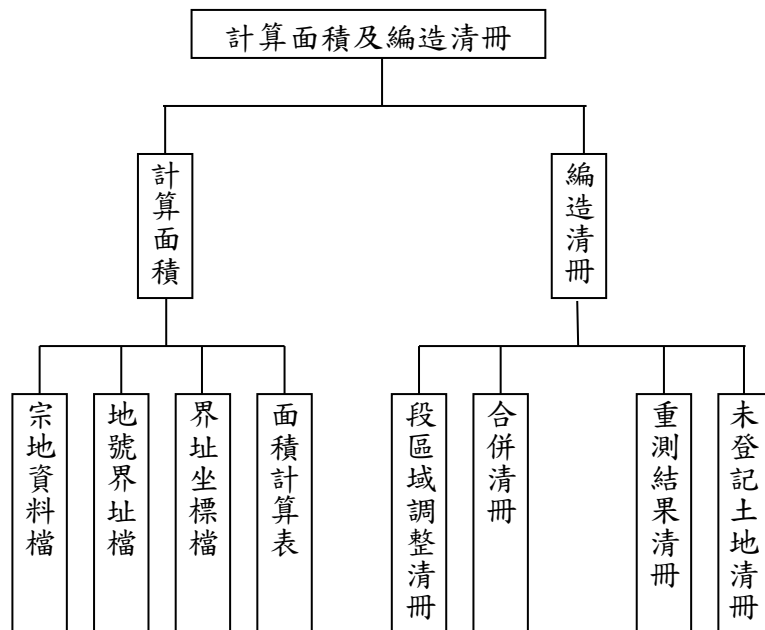 計算面積及編造清冊
計算面積
編造清冊
宗地資料檔
地號界址檔
界址坐標檔
面積計算表
段區域調整清冊
合併清冊
重測結果清冊
未登記土地清冊